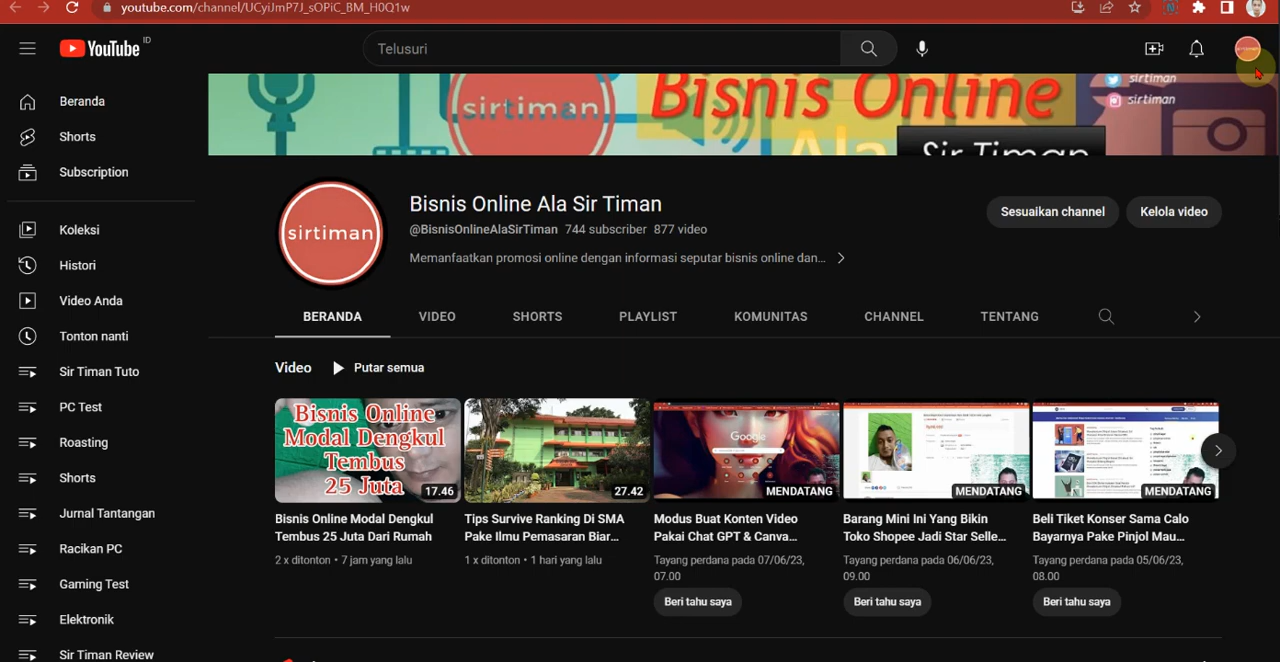 youtube.com/channel/UCyiJmP7J_sOPiC_BM_H0Q1w
YouTube ID
Telusuri
sirtiman
Beranda
Shorts
Subscription
Koleksi
Histori
Video Anda
Tonton nanti
Sir Timan Tuto
PC Test
Roasting
Shorts
Jurnal Tantangan
Racikan PC
Gaming Test
Elektronik
Sir Timan Review
sirtiman
Bisnis Online
Ala
Sir Timan
sirtiman
sirtiman
sirtiman
Bisnis Online Ala Sir Timan
@BisnisOnlineAlaSirTiman 744 subscriber 877 video
Memanfaatkan promosi online dengan informasi seputar bisnis online dan...
Sesuaikan channel
Kelola video
BERANDA VIDEO SHORTS PLAYLIST KOMUNITAS CHANNEL TENTANG
Video Putar semua
Bisnis Online
Modal Dengkul
Tembus
25 Juta
17.46
Bisnis Online Modal Dengkul
Tembus 25 Juta Dari Rumah
2 x ditonton • 7 jam yang lalu
27.42
Tips Survive Ranking Di SMA
Pake Ilmu Pemasaran Biar...
1 x ditonton • 1 hari yang lalu
Google
MENDATANG
Modus Buat Konten Video
Pakai Chat GPT & Canva...
Tayang perdana pada 07/06/23,
07.00
Beri tahu saya
MENDATANG
Barang Mini Ini Yang Bikin
Toko Shopee Jadi Star Selle...
Tayang perdana pada 06/06/23,
09.00
Beri tahu saya
MENDATANG
Beli Tiket Konser Sama Calo
Bayarnya Pake Pinjol Mau...
Tayang perdana pada 05/06/23,
08.00
Beri tahu saya